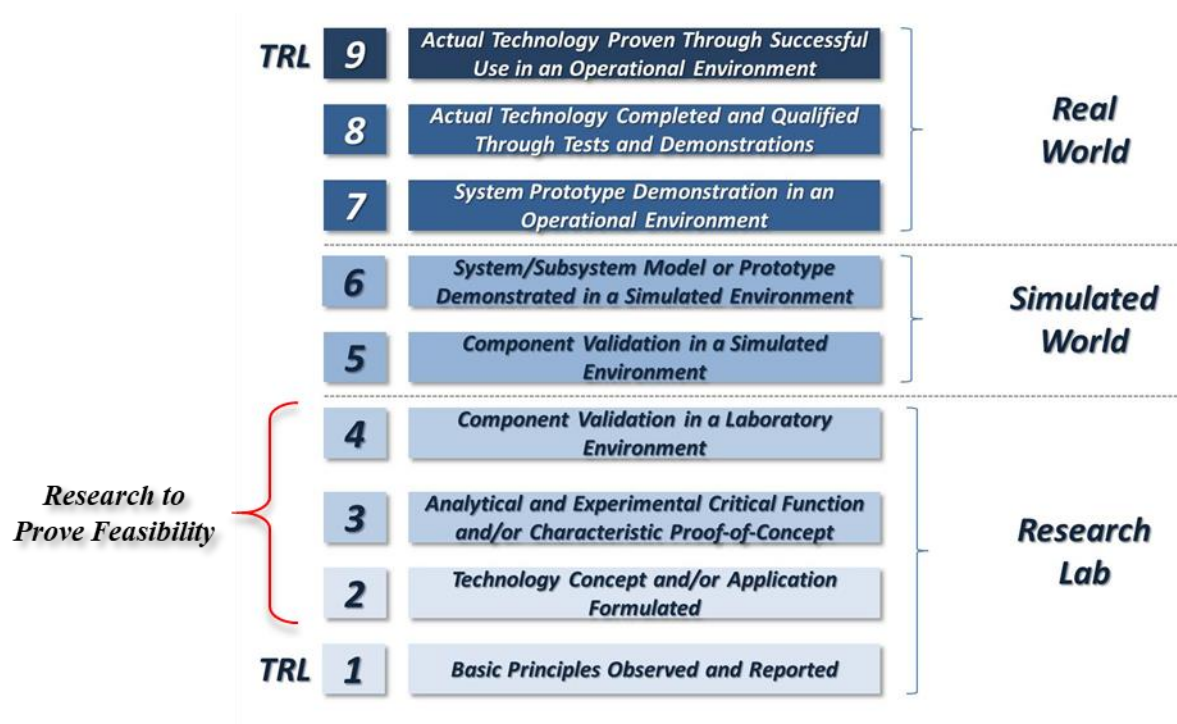 TRL
9
Actual Technology Proven Through Successful
Use in an Operational Environment
8
Actual Technology Completed and Qualified
Through Tests and Demonstrations
7
System Prototype Demonstration in an
Operational Environment
Real
World
6
System/Subsystem Model or Prototype
Demonstrated in a Simulated Environment
5
Component Validation in a Simulated
Environment
Simulated
World
4
Component Validation in a Laboratory
Environment
3
Analytical and Experimental Critical Function
and/or Characteristic Proof-of-Concept
2
Technology Concept and/or Application
Formulated
TRL
1
Basic Principles Observed and Reported
Research
Lab
Research to
Prove Feasibility